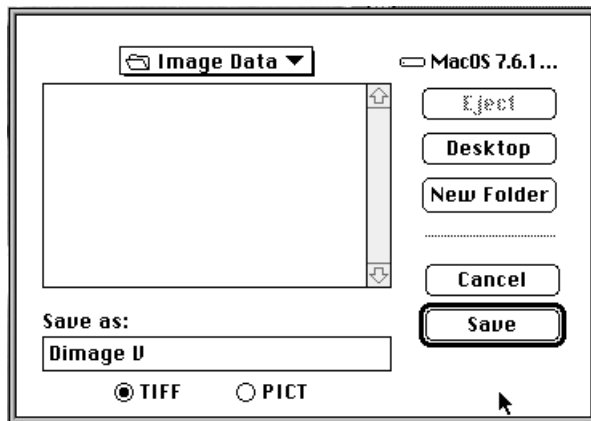 Image Data
MacOS 7.6.1...
Eject
Desktop
New Folder
Cancel
Save
Save as:
Dimage V
TIFF PICT